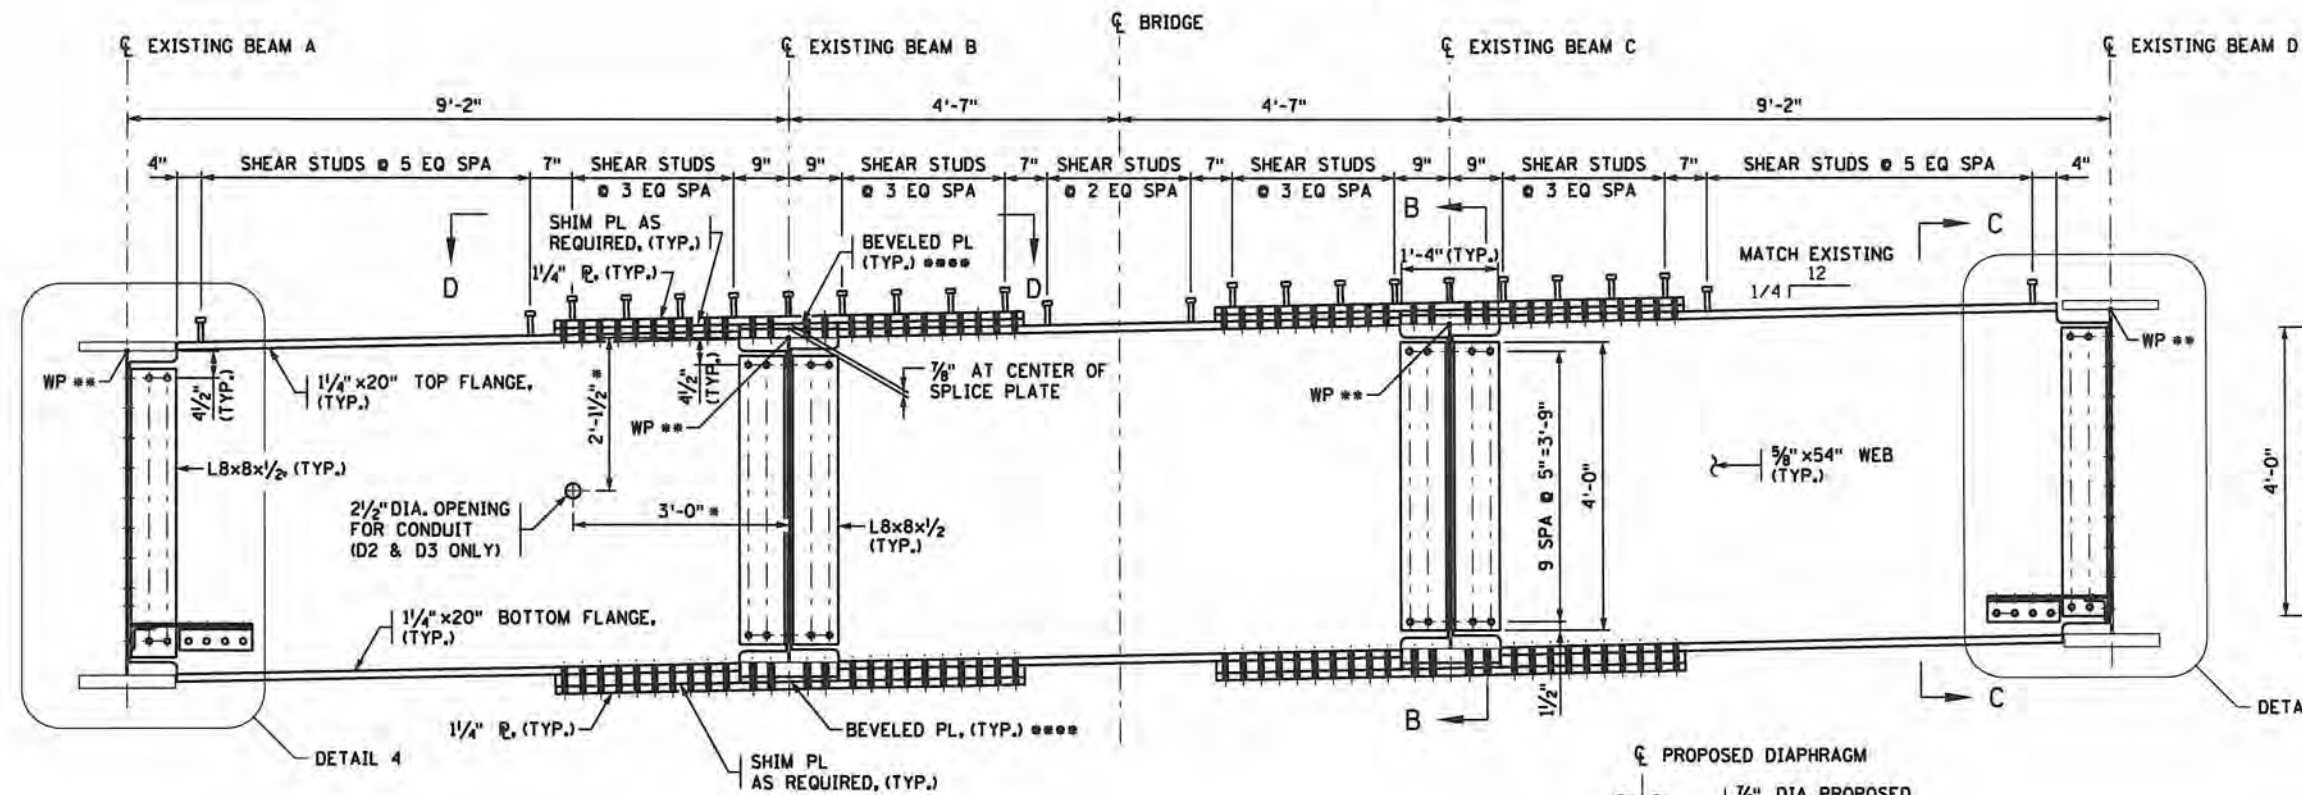 ℄ BRIDGE
℄ EXISTING BEAM A
℄ EXISTING BEAM B
℄ EXISTING BEAM C
℄ EXISTING BEAM D
9'-2"
4'-7"
4'-7"
9'-2"
4"
SHEAR STUDS @ 5 EQ SPA
7"
SHEAR STUDS
@ 3 EQ SPA
9"
9"
SHEAR STUDS
@ 3 EQ SPA
7"
SHEAR STUDS
@ 2 EQ SPA
7"
SHEAR STUDS
@ 3 EQ SPA
9"
9"
SHEAR STUDS
@ 3 EQ SPA
7"
SHEAR STUDS @ 5 EQ SPA
4"
D
SHIM PL AS
REQUIRED, (TYP.)
1¼" ℙL, (TYP.)
BEVELED PL
(TYP.) ****
D
B
1'-4" (TYP.)
MATCH EXISTING
12
1/4
C
WP **
4½"
(TYP.)
1¼" x20" TOP FLANGE,
(TYP.)
2'-1½" *
4½"
(TYP.)
WP **
⅞" AT CENTER OF
SPLICE PLATE
WP **
WP **
L8x8x½, (TYP.)
2½" DIA. OPENING
FOR CONDUIT
(D2 & D3 ONLY)
3'-0" *
L8x8x½
(TYP.)
9 SPA @ 5" =3'-9"
4'-0"
⅝" x54" WEB
(TYP.)
4'-0"
1¼" x20" BOTTOM FLANGE,
(TYP.)
1½"
B
C
1¼" ℙL, (TYP.)
BEVELED PL, (TYP.) ****
DETAIL 4
SHIM PL
AS REQUIRED, (TYP.)
DETA
℄ PROPOSED DIAPHRAGM
DIA. PROPOSED